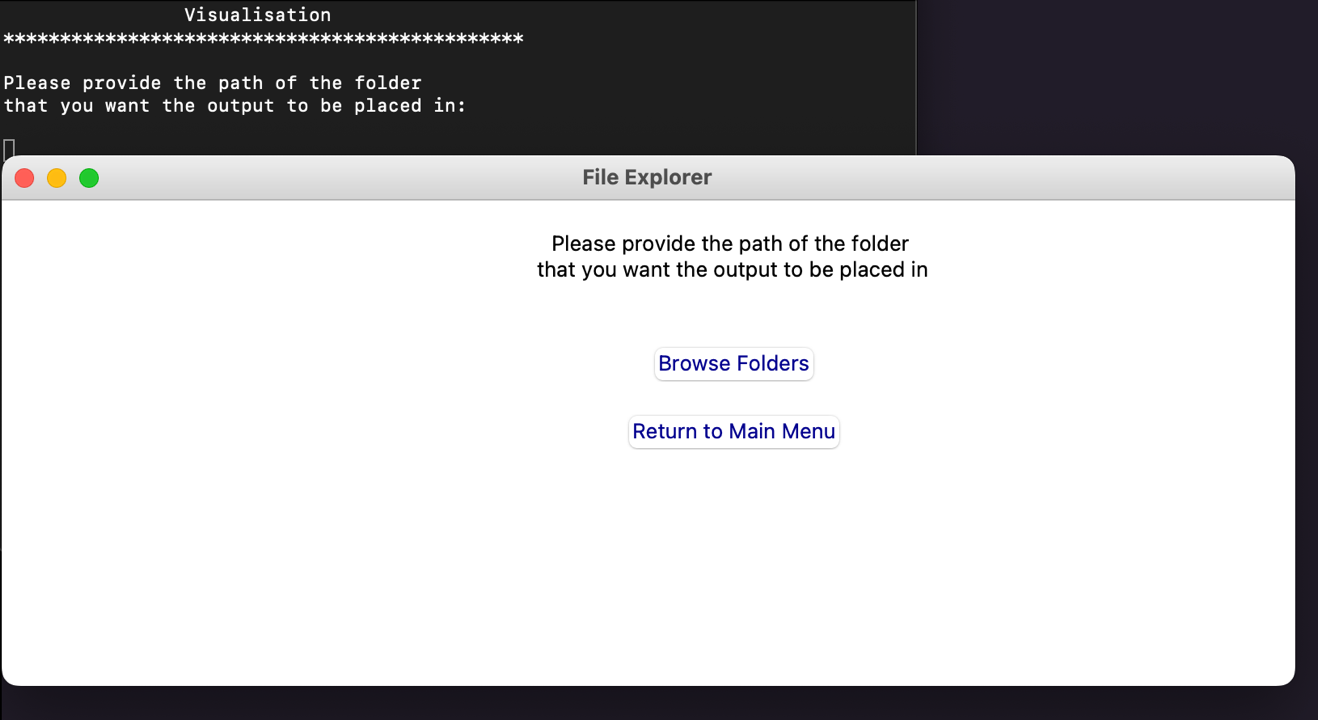 Visualisation
**********************************************
Please provide the path of the folder
that you want the output to be placed in:
File Explorer
Please provide the path of the folder
that you want the output to be placed in
Browse Folders
Return to Main Menu